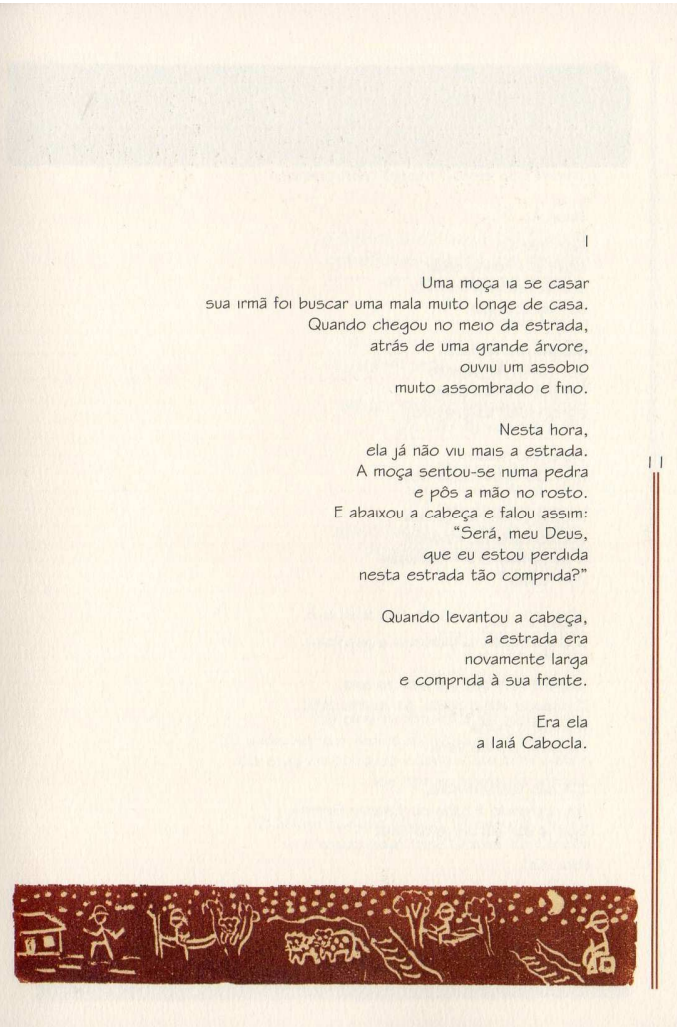 I
Uma moça ia se casar
sua irmã foi buscar uma mala muito longe de casa.
Quando chegou no meio da estrada,
atrás de uma grande árvore,
ouviu um assobio
muito assombrado e fino.
Nesta hora,
ela já não viu mais a estrada.
A moça sentou-se numa pedra
e pôs a mão no rosto.
E abaixou a cabeça e falou assim:
“Será, meu Deus,
que eu estou perdida
nesta estrada tão comprida?”
Quando levantou a cabeça,
a estrada era
novamente larga
e comprida à sua frente.
Era ela
a Iaiá Cabocla.
11